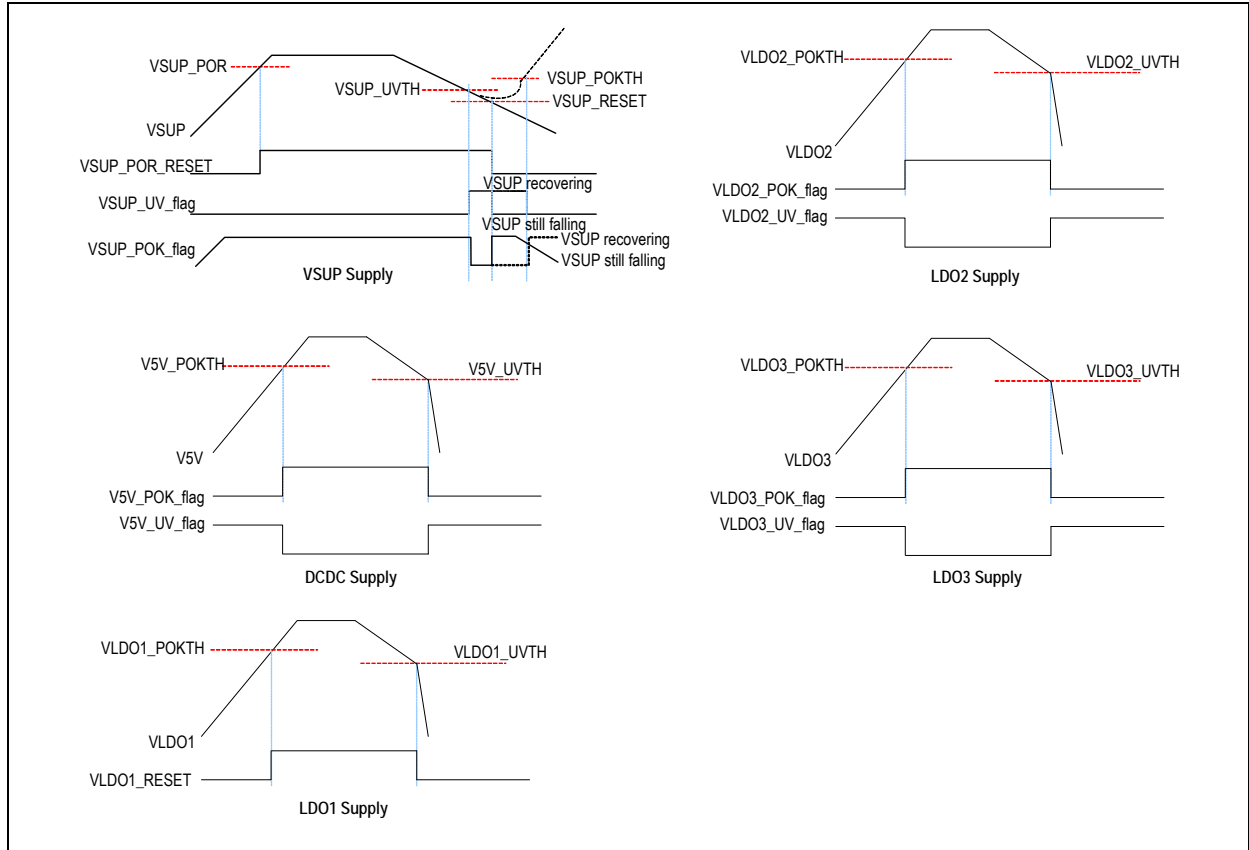 VSUP_POR
VSUP_UVTH
VSUP_POKTH
VSUP_RESET
VSUP
VSUP_POR_RESET
VSUP recovering
VSUP_UV_flag
VSUP still falling
VSUP_POK_flag
VSUP recovering
VSUP still falling
VSUP Supply
VLDO2_POKTH
VLDO2_UVTH
VLDO2
VLDO2_POK_flag
VLDO2_UV_flag
LDO2 Supply
V5V_POKTH
V5V_UVTH
V5V
V5V_POK_flag
V5V_UV_flag
DCDC Supply
VLDO3_POKTH
VLDO3_UVTH
VLDO3
VLDO3_POK_flag
VLDO3_UV_flag
LDO3 Supply
VLDO1_POKTH
VLDO1_UVTH
VLDO1
VLDO1_RESET
LDO1 Supply